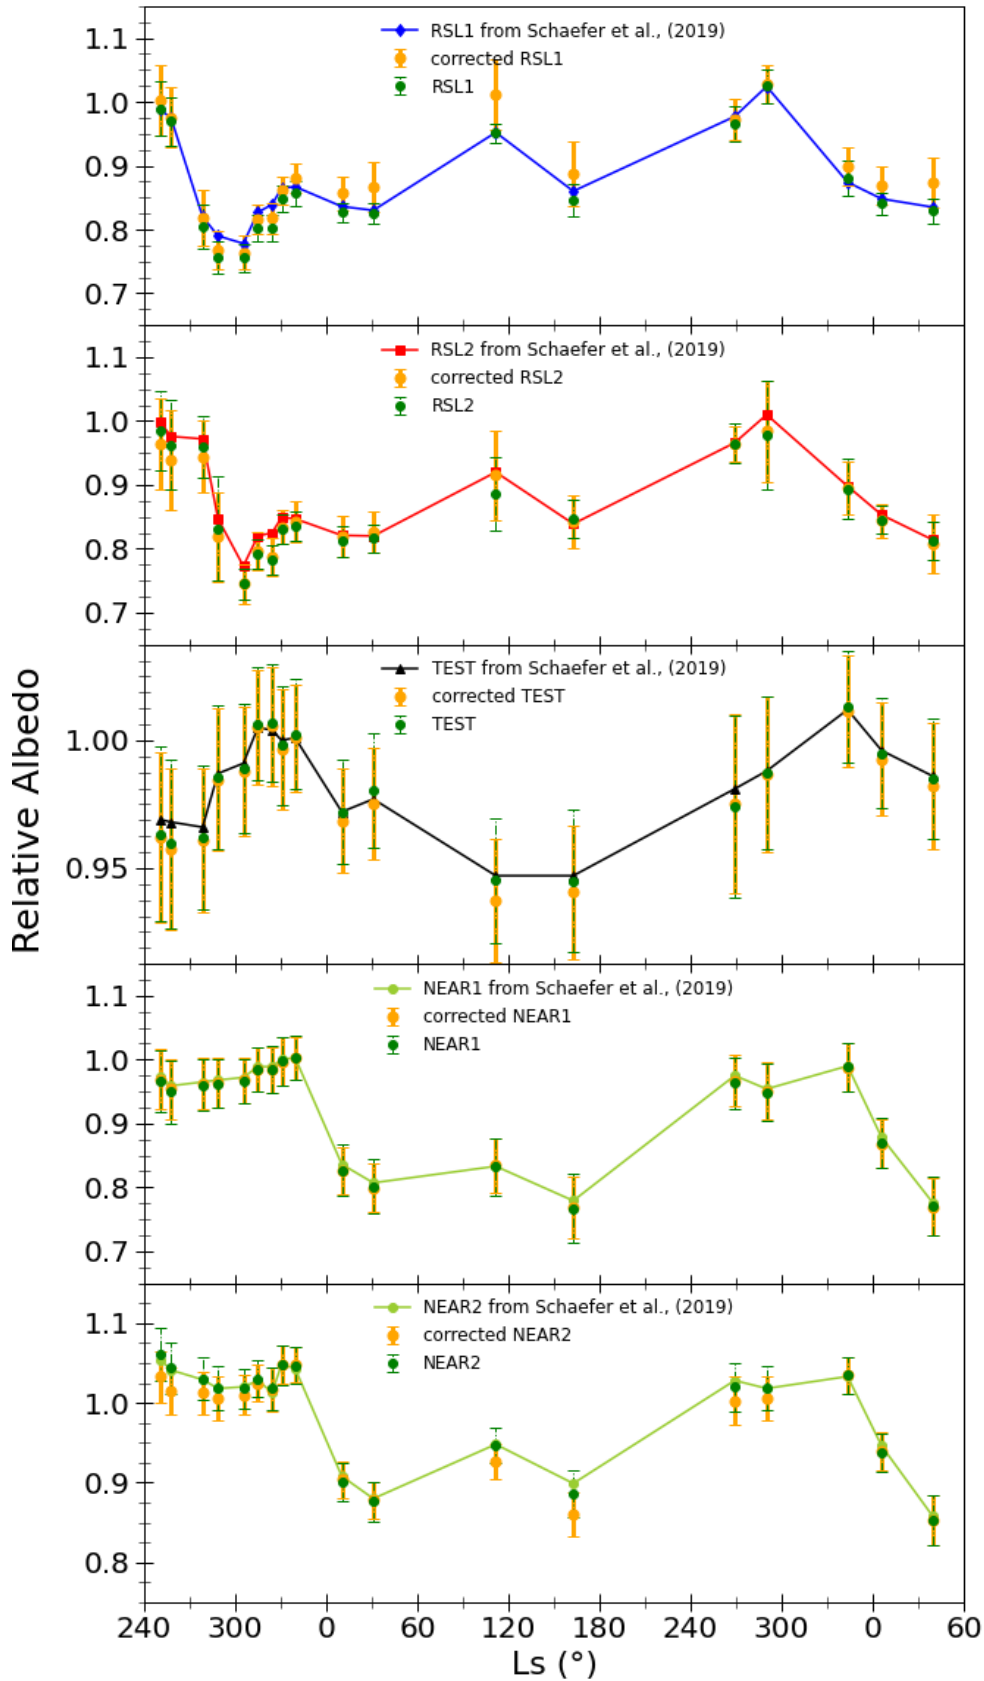 RSL1 from Schaefer et al., (2019)
corrected RSL1
RSL1
1.1
1.0
0.9
0.8
0.7
RSL2 from Schaefer et al., (2019)
corrected RSL2
RSL2
1.1
1.0
0.9
0.8
0.7
TEST from Schaefer et al., (2019)
corrected TEST
TEST
1.00
0.95
Relative Albedo
NEAR1 from Schaefer et al., (2019)
corrected NEAR1
NEAR1
1.1
1.0
0.9
0.8
0.7
NEAR2 from Schaefer et al., (2019)
corrected NEAR2
NEAR2
1.1
1.0
0.9
0.8
240 300 0 60 120 180 240 300 0 60
Ls (°)